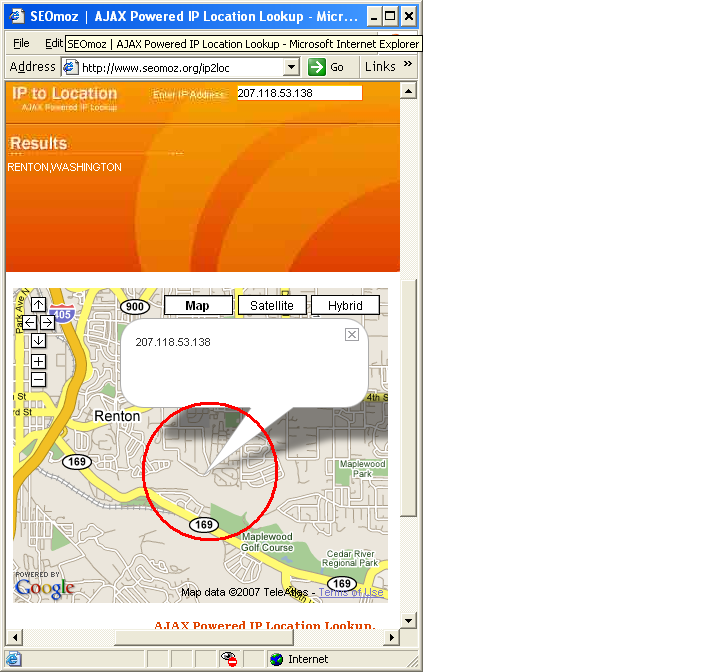 SEOmoz | AJAX Powered IP Location Lookup - Micr...
File Edit
SEOmoz | AJAX Powered IP Location Lookup - Microsoft Internet Explorer
Address http://www.seomoz.org/ip2loc Go Links »
IP to Location Enter IP Address: 207.118.53.138
AJAX Powered IP Lookup
Results
RENTON,WASHINGTON
Park Ave N
405
900
Map Satellite Hybrid
207.118.53.138
St
rd St
4th S
Renton
169
Maplewood
Park
169
Maplewood
Golf Course
Cedar River
Regional Park
169
POWERED BY
Google
Map data ©2007 TeleAtlas - Terms of Use
AJAX Powered IP Location Lookup.
Internet